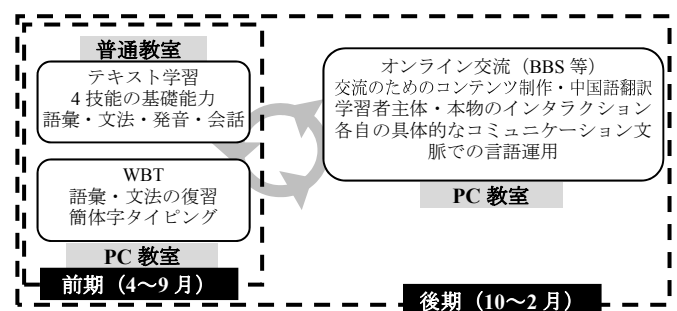 普通教室
テキスト学習
4 技能の基礎能力
語彙・文法・発音・会話
WBT
語彙・文法の復習
簡体字タイピング
PC 教室
前期（4～9 月）
オンライン交流（BBS 等）
交流のためのコンテンツ制作・中国語翻訳
学習者主体・本物のインタラクション
各自の具体的なコミュニケーション文
脈での言語運用
PC 教室
後期（10～2 月）